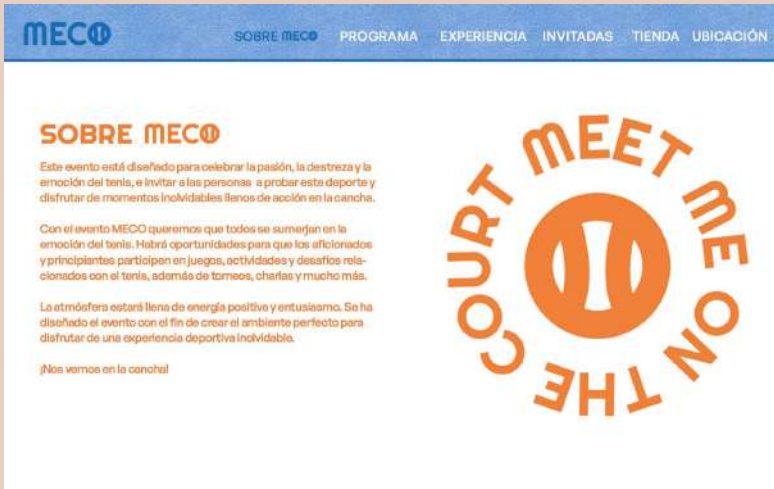 MECO
SOBRE MECO PROGRAMA EXPERIENCIA INVITADAS TIENDA UBICACIÓN
SOBRE MECO
Este evento está diseñado para celebrar la pasión, la destreza y la
emoción del tenis, e invitar a las personas a probar este deporte y
disfrutar de momentos inolvidables llenos de acción en la cancha.
Con el evento MECO queremos que todos se sumerjan en la
emoción del tenis. Habrá oportunidades para que los aficionados
y principiantes participen en juegos, actividades y desafíos rela-
cionados con el tenis, además de torneos, charlas y mucho más.
La atmósfera estará llena de energía positiva y entusiasmo. Se ha
diseñado el evento con el fin de crear el ambiente perfecto para
disfrutar de una experiencia deportiva inolvidable.
¡Nos vemos en la cancha!
MEET ME ON THE COURT